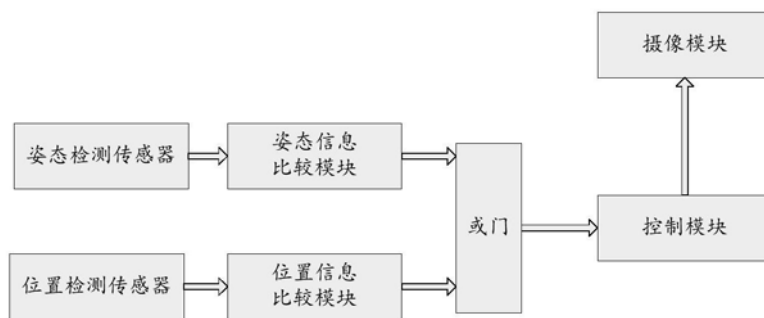 摄像模块
姿态检测传感器
姿态信息
比较模块
或门
控制模块
位置检测传感器
位置信息
比较模块